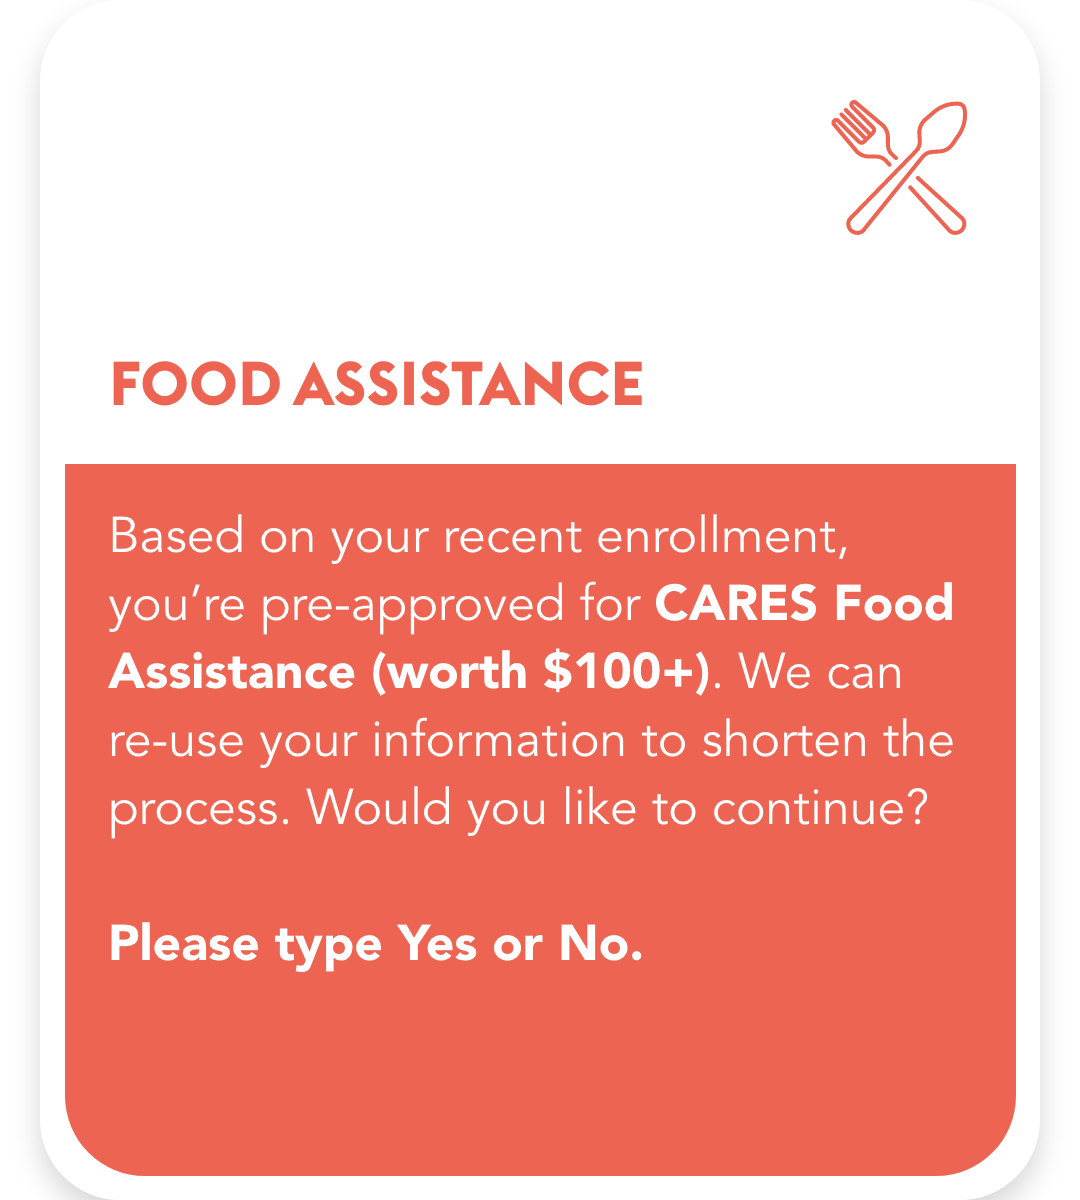 FOOD ASSISTANCE
Based on your recent enrollment,
you’re pre-approved for CARES Food
Assistance (worth $100+). We can
re-use your information to shorten the
process. Would you like to continue?
Please type Yes or No.